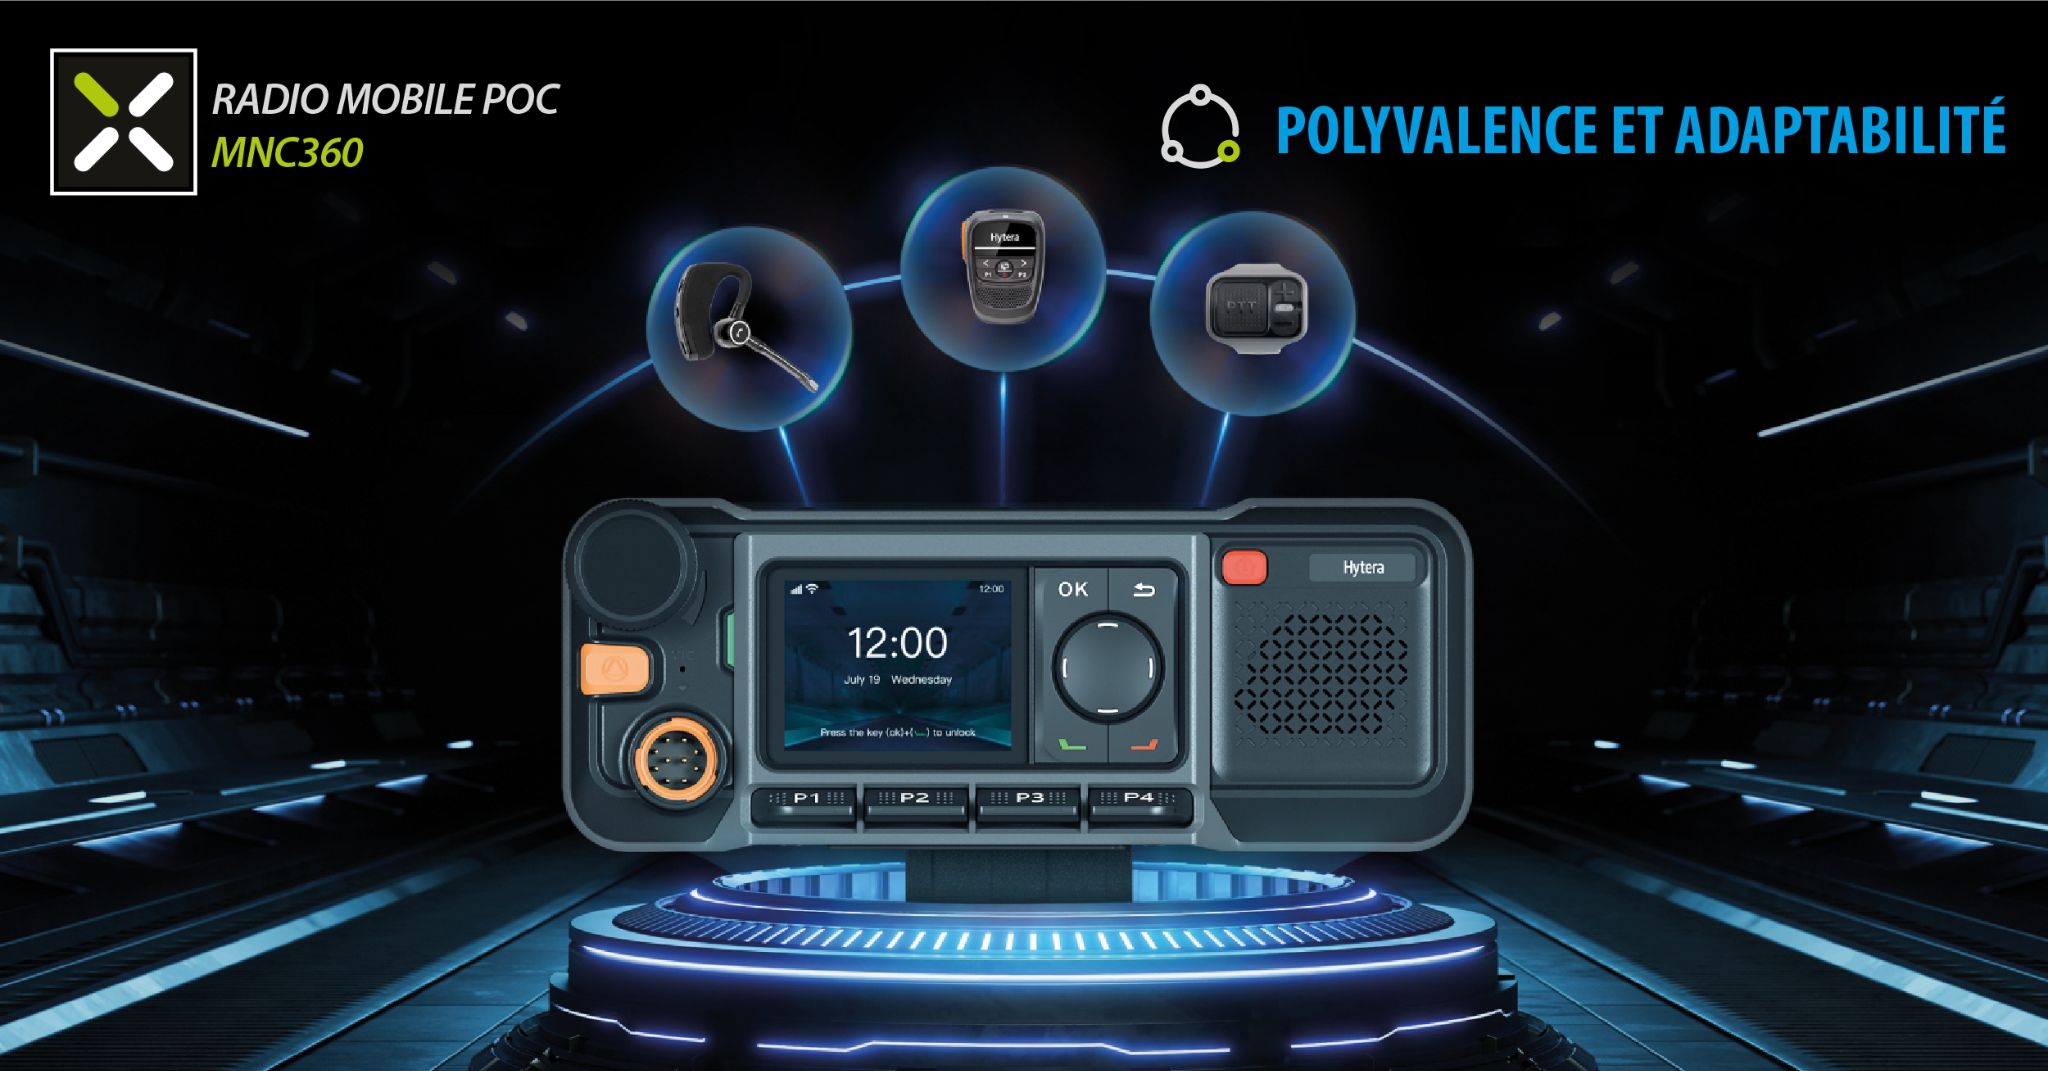 RADIO MOBILE POC
MNC360
POLYVALENCE ET ADAPTABILITÉ
Hytera
P1 P2
PTT
Hytera
12:00
OK
12:00
July 19 Wednesday
MIC
Press the key (ok)+( ) to unlock
P1 P2 P3 P4